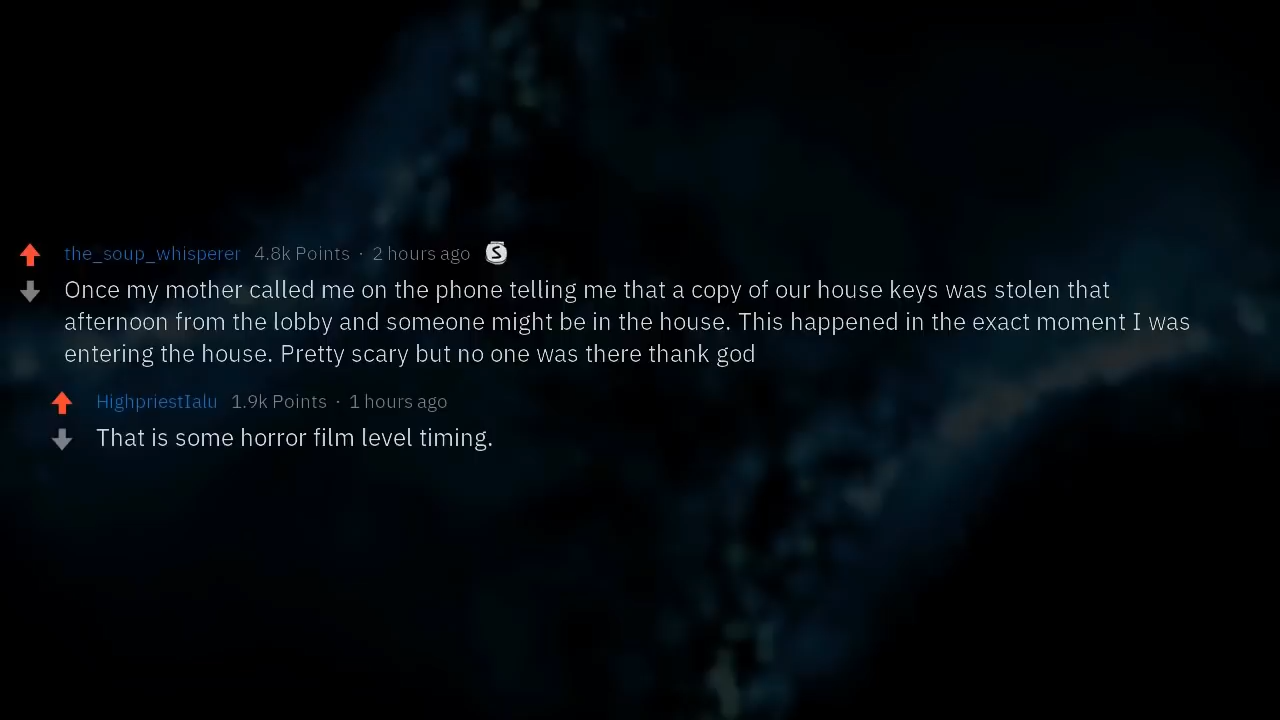 the_soup_whisperer 4.8k Points · 2 hours ago S
Once my mother called me on the phone telling me that a copy of our house keys was stolen that
afternoon from the lobby and someone might be in the house. This happened in the exact moment I was
entering the house. Pretty scary but no one was there thank god
HighpriestIalu 1.9k Points · 1 hours ago
That is some horror film level timing.